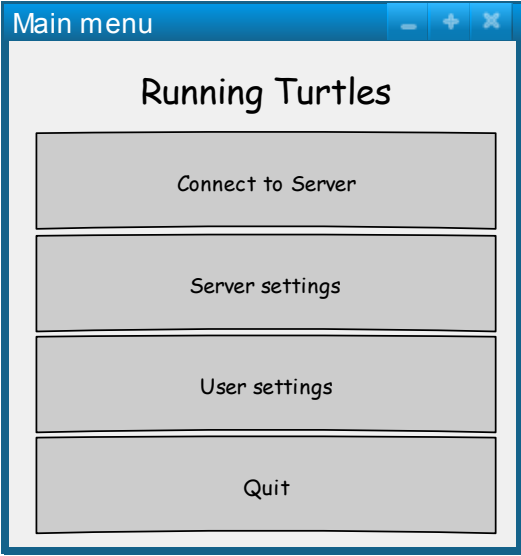 Main menu
Running Turtles
Connect to Server
Server settings
User settings
Quit